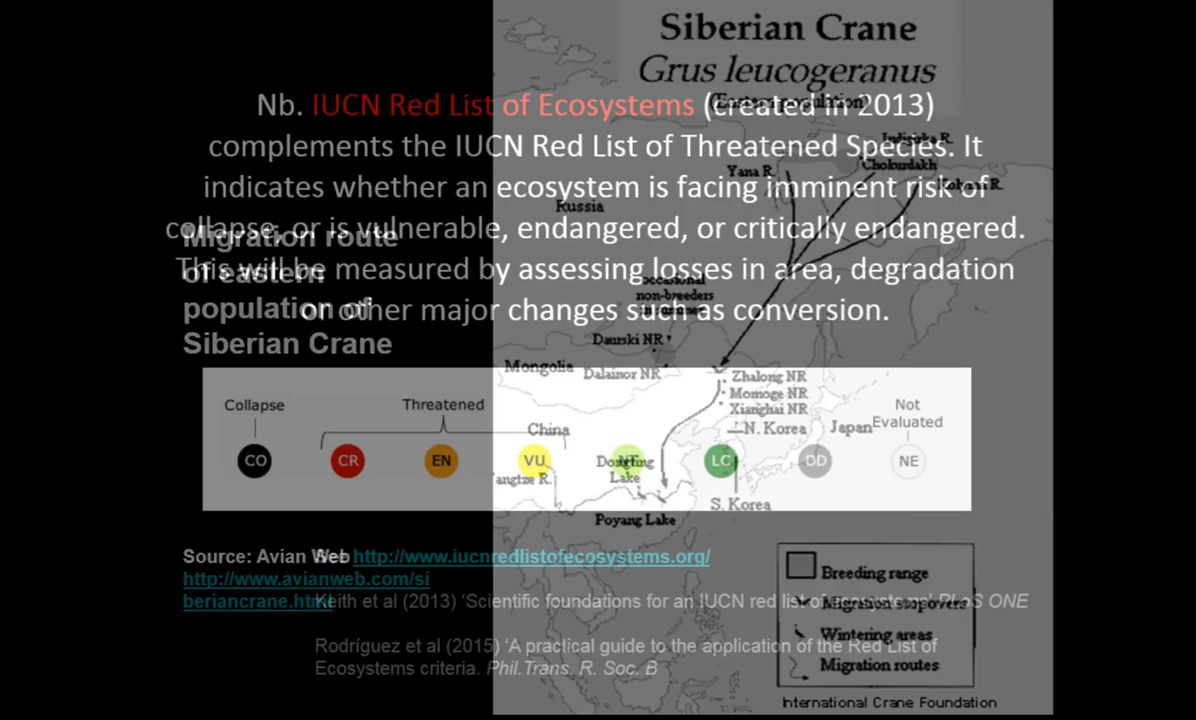 Siberian Crane
Grus leucogeranus
(Eastern population)
Nb. IUCN Red List of Ecosystems (created in 2013)
complements the IUCN Red List of Threatened Species. It
indicates whether an ecosystem is facing imminent risk of
collapse, or is vulnerable, endangered, or critically endangered.
This will be measured by assessing losses in area, degradation
or other major changes such as conversion.
Indigirka R.
Chokurdakh
Yana R.
R.
Russia
Migration route
of eastern
population of
Siberian Crane
occasional
non-breeders
in summer
Daurski NR
Mongolia
Dalainor NR
Zhalong NR
Momoge NR
Xianghai NR
N. Korea
Japan
China
Collapse
Threatened
Not
Evaluated
CO
CR
EN
VU
NT
LC
DD
NE
Dongting
Lake
Yangtze R.
S. Korea
Poyang Lake
Source: Avian Web
http://www.avianweb.com/si
beriancrane.html
See http://www.iucnredlistofecosystems.org/
Keith et al (2013) 'Scientific foundations for an IUCN red list of ecosystems' PLoS ONE
Rodríguez et al (2015) 'A practical guide to the application of the Red List of
Ecosystems criteria. Phil.Trans. R. Soc. B
Breeding range
Migration stopovers
Wintering areas
Migration routes
International Crane Foundation